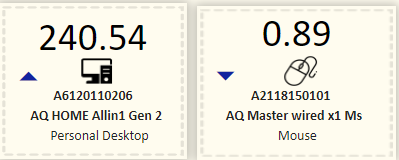 240.54
A6120110206
AQ HOME Allin1 Gen 2
Personal Desktop
0.89
A2118150101
AQ Master wired x1 Ms
Mouse